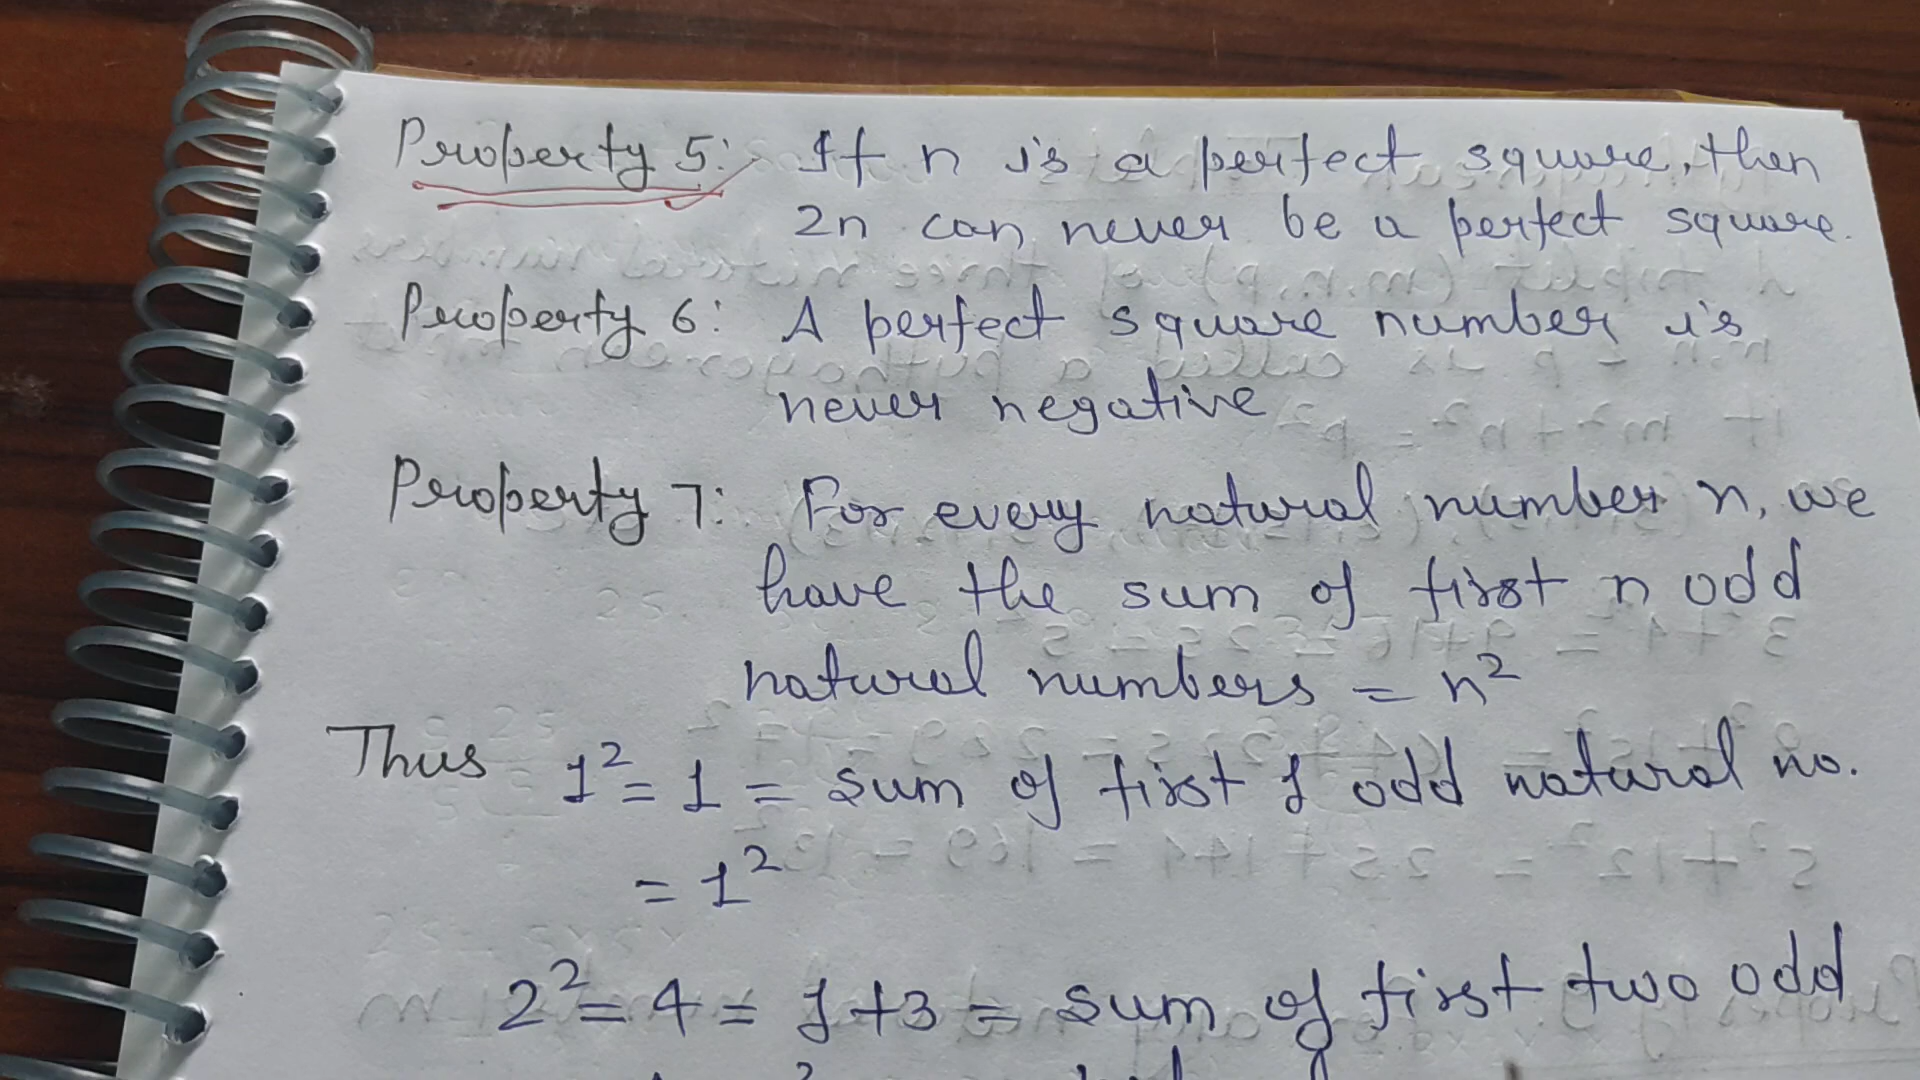 Property 5: If n is a perfect square, then
2n can never be a perfect square.
Property 6: A perfect square number is
never negative
Property 7: For every natural number n, we
have the sum of first n odd
natural numbers = n²
Thus 1² = 1 = sum of first 1 odd natural no.
= 1²
2² = 4 = 1+3 = sum of first two odd